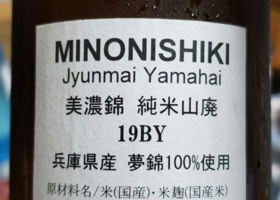 MINONISHIKI
Jyunmai Yamahai
美濃錦 純米山廃
19BY
兵庫県産 夢錦100%使用
原材料名/米(国産)・米麹(国産米)